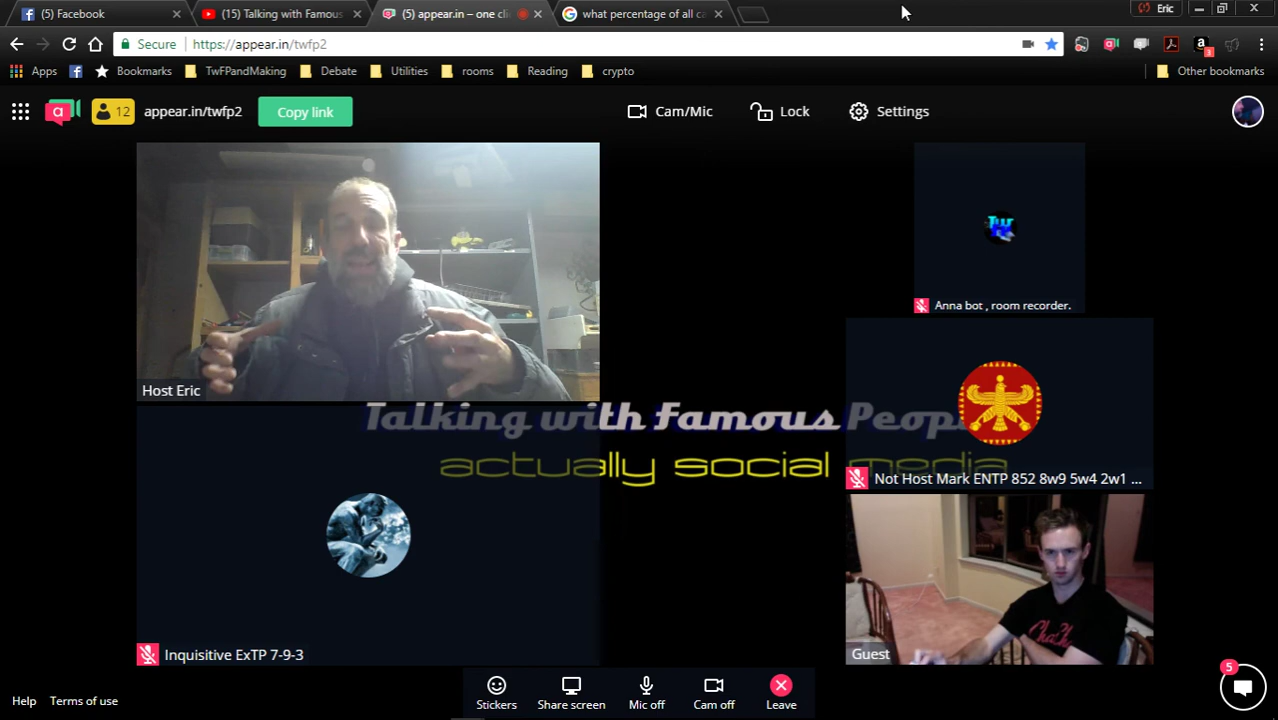 (5) Facebook
(15) Talking with Famous
(5) appear.in – one cli
what percentage of all ca
Eric
Secure
https://appear.in/twfp2
3
Apps
Bookmarks
TwFPandMaking
Debate
Utilities
rooms
Reading
crypto
Other bookmarks
a
12
appear.in/twfp2
Copy link
Cam/Mic
Lock
Settings
Host Eric
Anna bot , room recorder.
Talking with Famous Peop
actually social media
Not Host Mark ENTP 852 8w9 5w4 2w1 ...
Inquisitive ExTP 7-9-3
Guest
Stickers
Share screen
Mic off
Cam off
Leave
Help
Terms of use
5